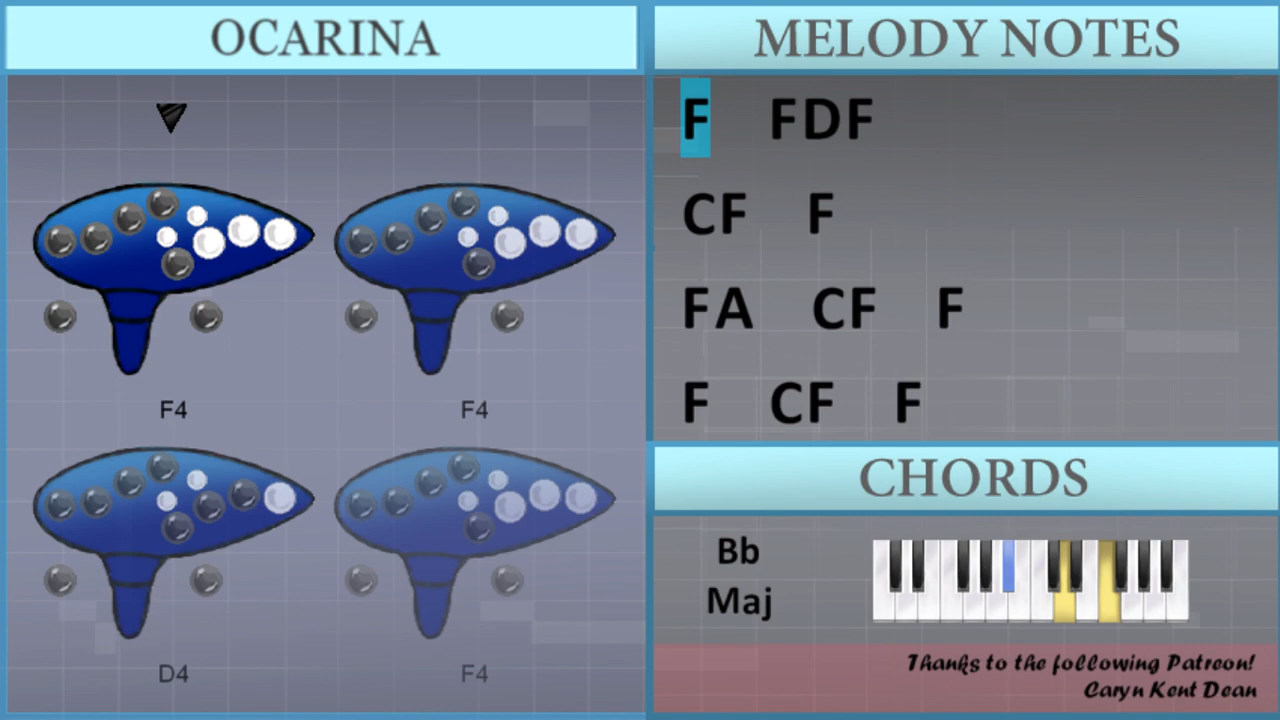 OCARINA
F4 F4
D4 F4
MELODY NOTES
F FDF
CF F
FA CF F
F CF F
CHORDS
Bb
Maj
Thanks to the following Patreon!
Caryn Kent Dean